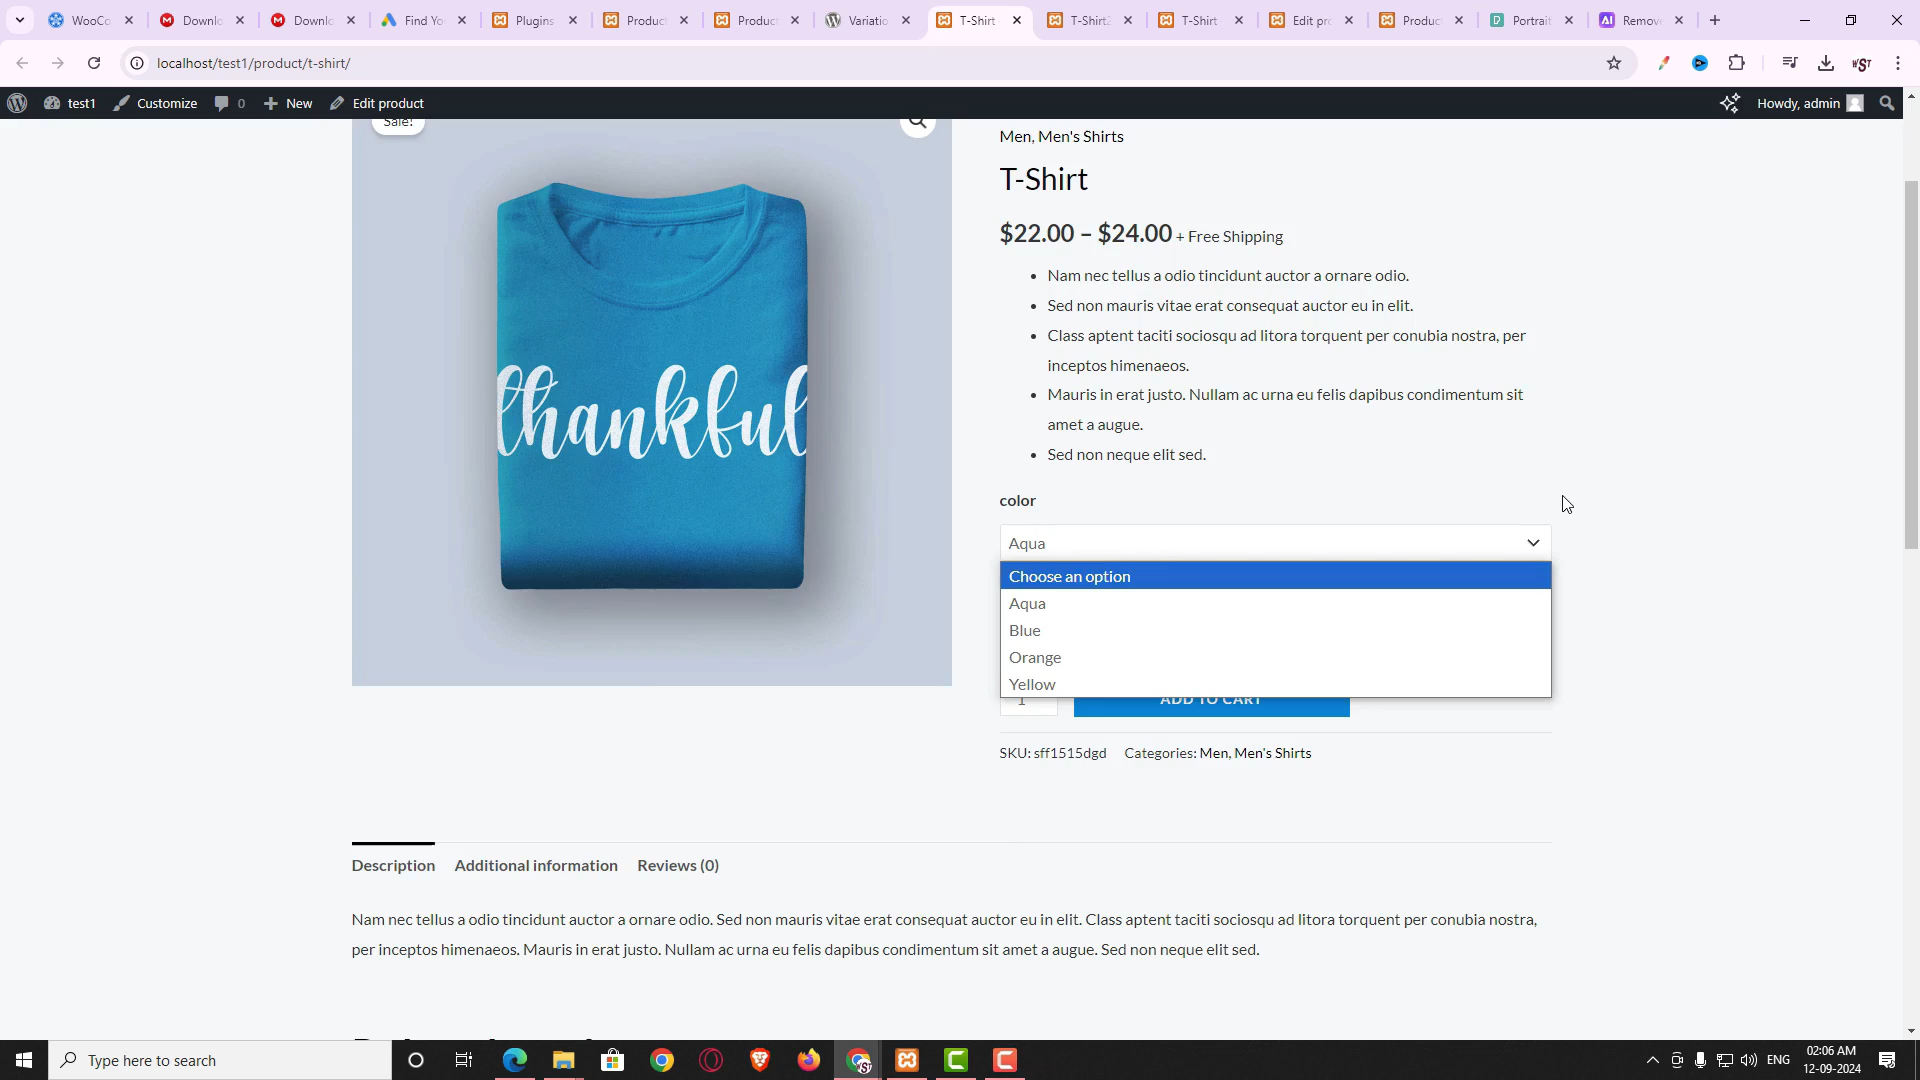 WooCo
Downlo
Downlo
Find Yo
Plugins
Produc
Produc
Variatio
T-Shirt
T-Shirt2
T-Shirt
Edit pr
Produc
Portrait
Remov
localhost/test1/product/t-shirt/
test1
Customize
0
New
Edit product
Howdy, admin
Sale!
thankful
Men, Men's Shirts
T-Shirt
$22.00 – $24.00 + Free Shipping
• Nam nec tellus a odio tincidunt auctor a ornare odio.
• Sed non mauris vitae erat consequat auctor eu in elit.
• Class aptent taciti sociosqu ad litora torquent per conubia nostra, per
inceptos himenaeos.
• Mauris in erat justo. Nullam ac urna eu felis dapibus condimentum sit
amet a augue.
• Sed non neque elit sed.
color
Aqua
Choose an option
Aqua
Blue
Orange
Yellow
1
ADD TO CART
SKU: sff1515dgd Categories: Men, Men's Shirts
Description
Additional information
Reviews (0)
Nam nec tellus a odio tincidunt auctor a ornare odio. Sed non mauris vitae erat consequat auctor eu in elit. Class aptent taciti sociosqu ad litora torquent per conubia nostra,
per inceptos himenaeos. Mauris in erat justo. Nullam ac urna eu felis dapibus condimentum sit amet a augue. Sed non neque elit sed.
Type here to search
ENG
02:06 AM
12-09-2024